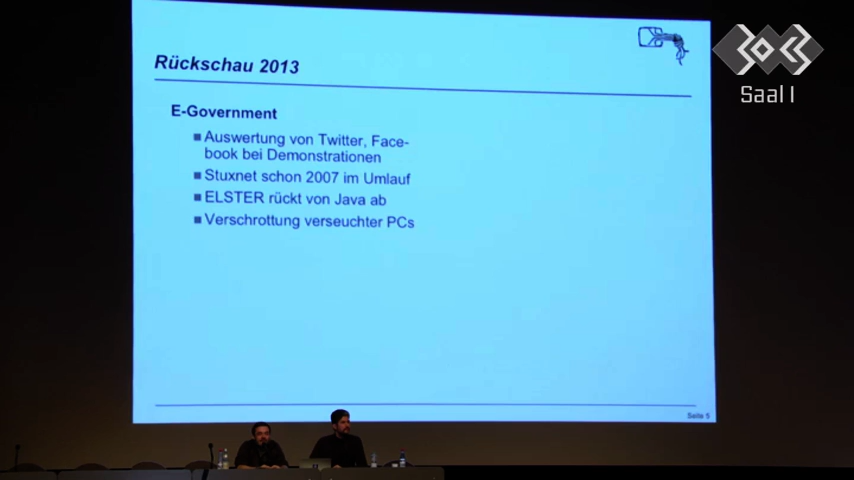 Rückschau 2013
E-Government
Auswertung von Twitter, Face-
book bei Demonstrationen
Stuxnet schon 2007 im Umlauf
ELSTER rückt von Java ab
Verschrottung verseuchter PCs
Seite 5
30C3
Saal 1